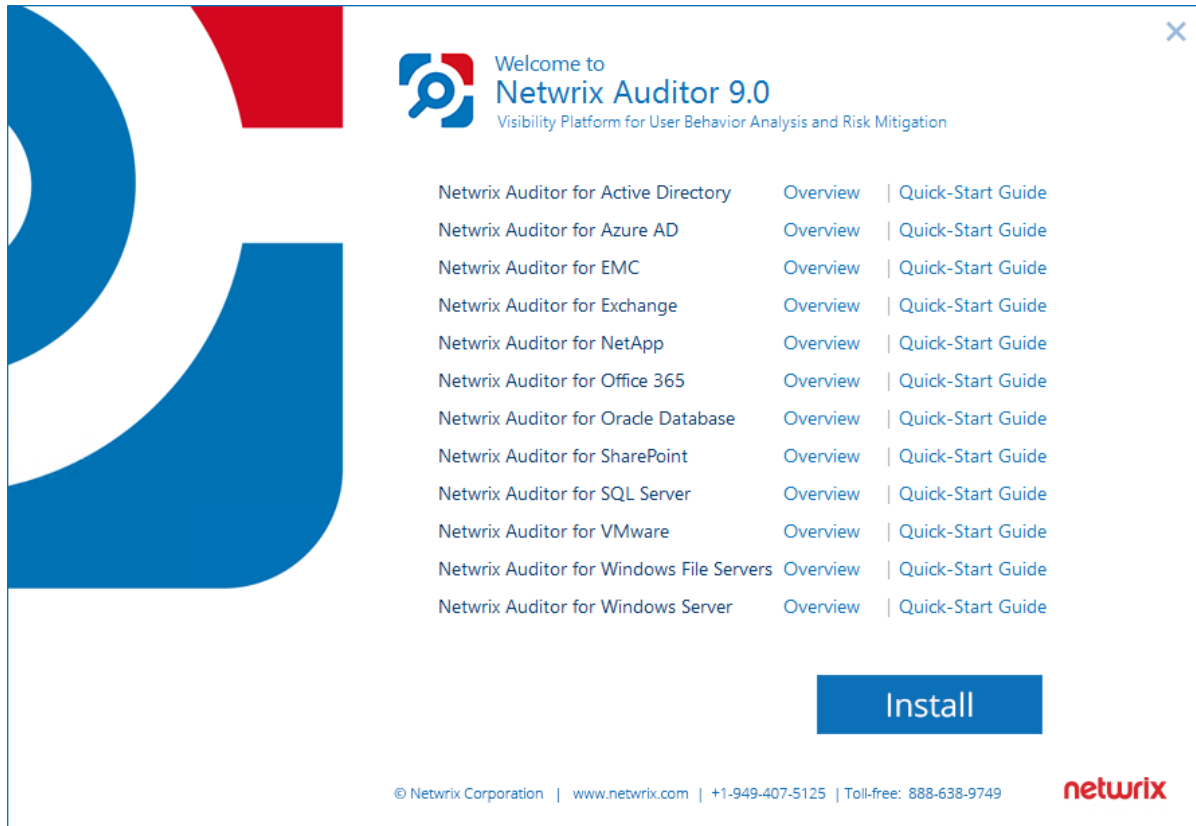 Welcome to
Netwrix Auditor 9.0
Visibility Platform for User Behavior Analysis and Risk Mitigation
Netwrix Auditor for Active Directory Overview | Quick-Start Guide
Netwrix Auditor for Azure AD Overview | Quick-Start Guide
Netwrix Auditor for EMC Overview | Quick-Start Guide
Netwrix Auditor for Exchange Overview | Quick-Start Guide
Netwrix Auditor for NetApp Overview | Quick-Start Guide
Netwrix Auditor for Office 365 Overview | Quick-Start Guide
Netwrix Auditor for Oracle Database Overview | Quick-Start Guide
Netwrix Auditor for SharePoint Overview | Quick-Start Guide
Netwrix Auditor for SQL Server Overview | Quick-Start Guide
Netwrix Auditor for VMware Overview | Quick-Start Guide
Netwrix Auditor for Windows File Servers Overview | Quick-Start Guide
Netwrix Auditor for Windows Server Overview | Quick-Start Guide
Install
© Netwrix Corporation | www.netwrix.com | +1-949-407-5125 | Toll-free: 888-638-9749
netwrix